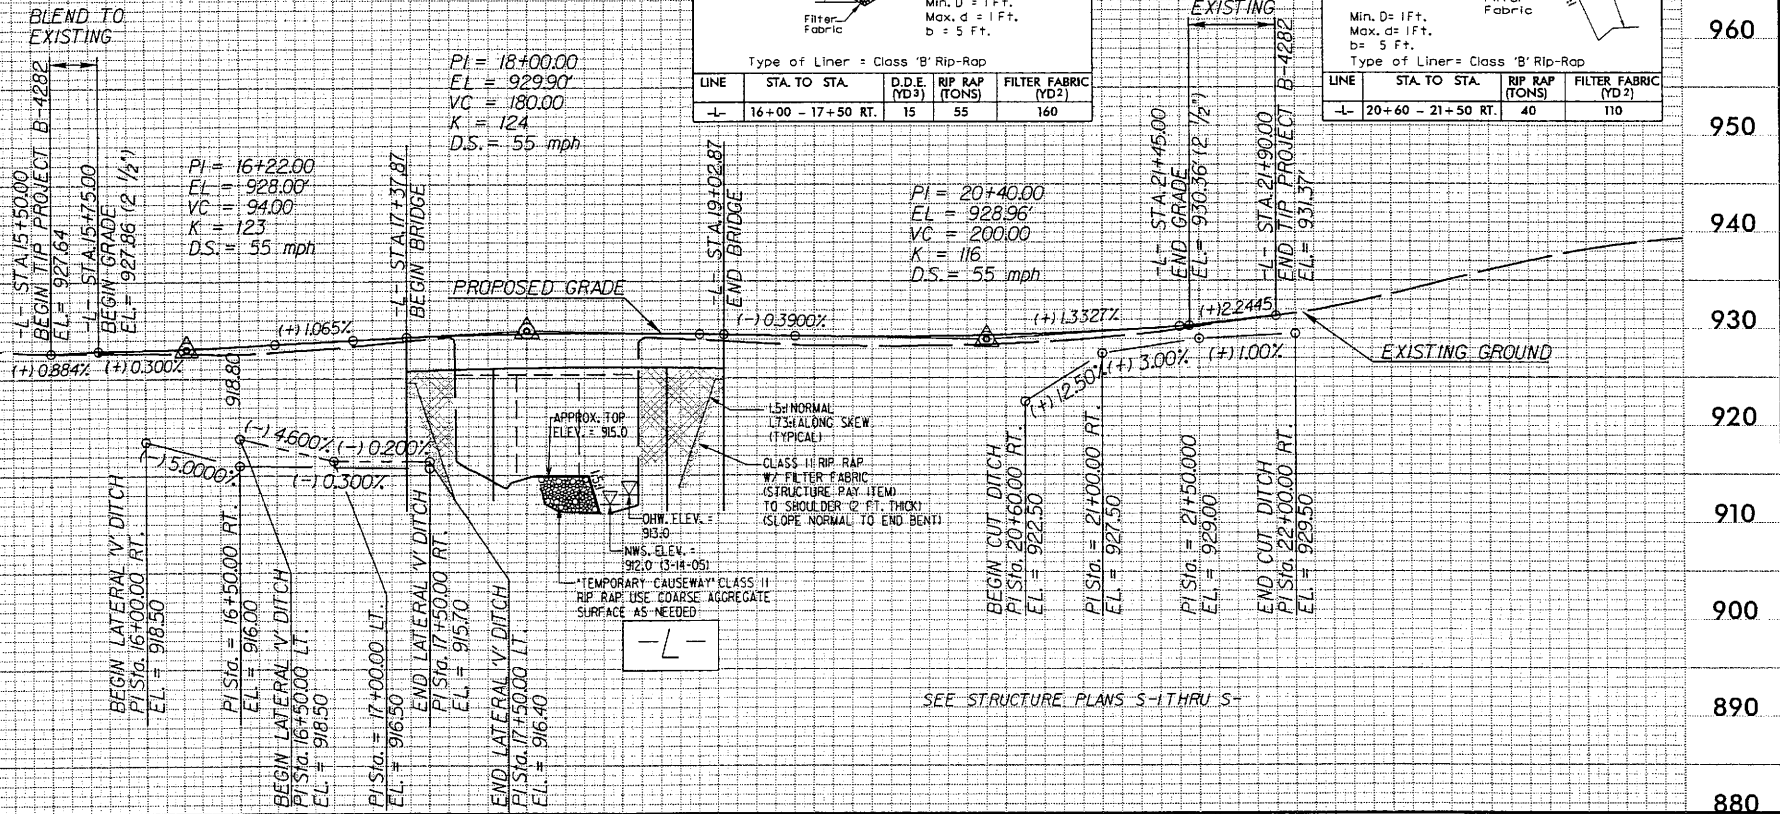 BLEND TO
EXISTING
-L- STA.15+50.00
BEGIN TIP PROJECT B-4282
EL.= 927.64
-L- STA.15+75.00
BEGIN GRADE
EL.= 927.86 (2 1/2")
PI = 16+22.00
EL = 928.00'
VC = 94.00
K = 123
D.S.= 55 mph
PI = 18+00.00
EL = 929.90'
VC = 180.00
K = 124
D.S. = 55 mph
-L- STA.17+37.87
BEGIN BRIDGE
Filter
Fabric
Min. D = 1 Ft.
Max. d = 1 Ft.
b = 5 Ft.
Type of Liner = Class 'B' Rip-Rap
LINE STA. TO STA. D.D.E. (YD3) RIP RAP (TONS) FILTER FABRIC (YD2)
-L- 16+00 - 17+50 RT. 15 55 160
-L- STA.19+02.87
END BRIDGE
PI = 20+40.00
EL = 928.96'
VC = 200.00
K = 116
D.S.= 55 mph
EXISTING
-L- STA.21+45.00
END GRADE
EL.= 930.36' (2 1/2")
-L- STA.21+90.00
END TIP PROJECT B-4282
EL.= 931.37'
Filter
Fabric
Min. D= 1Ft.
Max. d= 1Ft.
b= 5 Ft.
Type of Liner= Class 'B' Rip-Rap
LINE STA. TO STA. RIP RAP (TONS) FILTER FABRIC (YD2)
-L- 20+60 - 21+50 RT. 40 110
PROPOSED GRADE
(+)0.884%
(+)0.300%
(+)1.065%
(-)0.3900%
(+)1.3327%
(+)2.2445
EXISTING GROUND
918.80
(-)5.0000%
(-)4.600%
(-)0.200%
(-)0.300%
(+)12.50%
(+)3.00%
(+)1.00%
APPROX. TOP
ELEV.= 915.0
1.5:1
1.5:1 NORMAL
1.73:1 ALONG SKEW
(TYPICAL)
CLASS II RIP RAP
W/ FILTER FABRIC
(STRUCTURE PAY ITEM)
TO SHOULDER (2 FT. THICK)
(SLOPE NORMAL TO END BENT)
OHW. ELEV. =
913.0
NWS. ELEV. =
912.0 (3-14-05)
"TEMPORARY CAUSEWAY" CLASS II
RIP RAP. USE COARSE AGGREGATE
SURFACE AS NEEDED
-L-
BEGIN LATERAL 'V' DITCH
PI Sta. 16+00.00 RT.
EL. = 918.50
PI Sta. = 16+50.00 RT.
EL. = 916.00
BEGIN LATERAL 'V' DITCH
PI Sta. 16+50.00 LT.
EL. = 918.50
PI Sta. = 17+00.00 LT.
EL. = 916.50
END LATERAL 'V' DITCH
PI Sta. 17+50.00 RT.
EL. = 915.70
END LATERAL 'V' DITCH
PI Sta. 17+50.00 LT.
EL. = 916.40
BEGIN CUT DITCH
PI Sta. 20+60.00 RT.
EL. = 922.50
PI Sta. = 21+00.00 RT.
EL. = 927.50
PI Sta. = 21+50.000
EL. = 929.00
END CUT DITCH
PI Sta. 22+00.00 RT.
EL. = 929.50
SEE STRUCTURE PLANS S-1 THRU S-
960
950
940
930
920
910
900
890
880